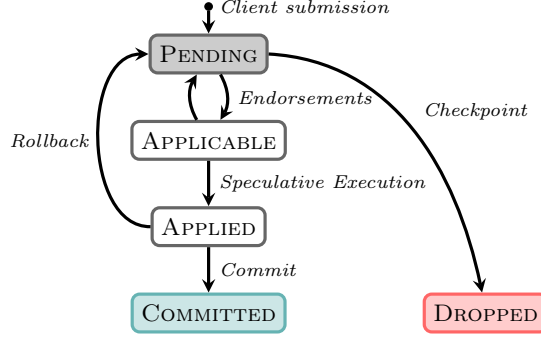 Client submission
PENDING
Endorsements
Checkpoint
Rollback
APPLICABLE
Speculative Execution
APPLIED
Commit
COMMITTED
DROPPED